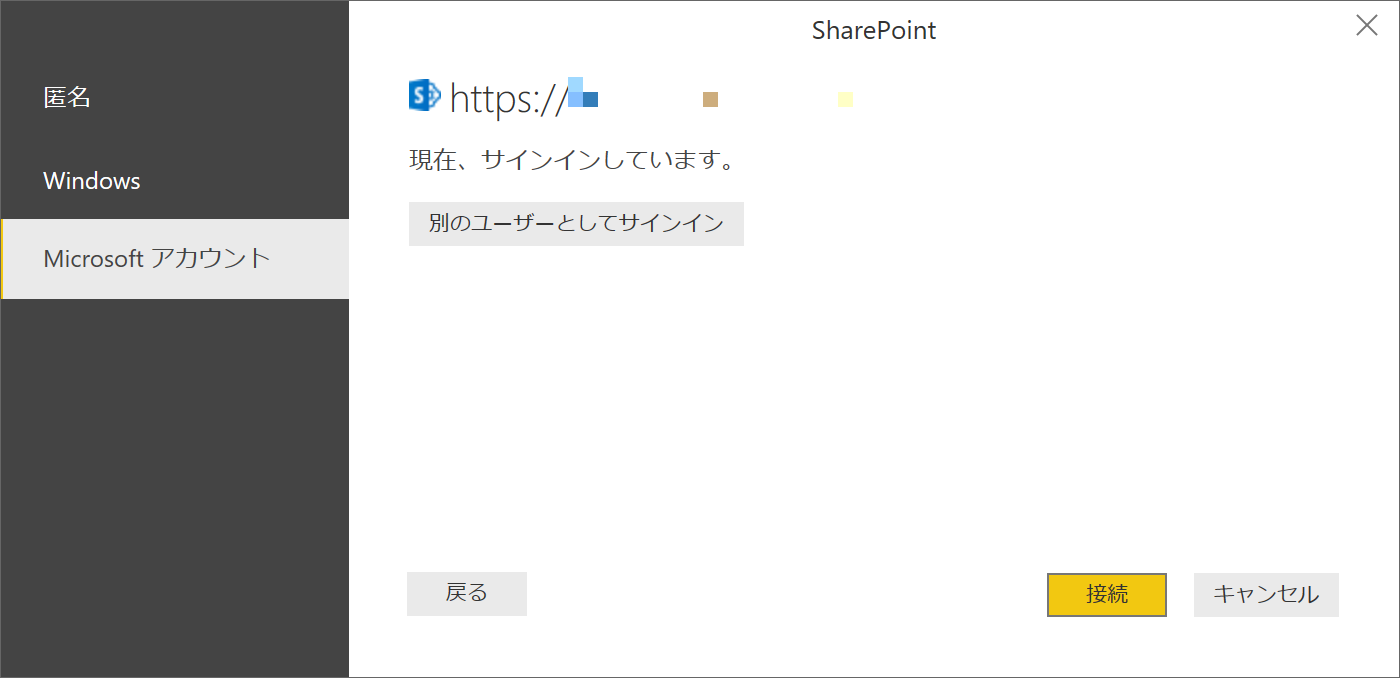 SharePoint
匿名
Windows
Microsoft アカウント
https://
現在、サインインしています。
別のユーザーとしてサインイン
戻る
接続
キャンセル